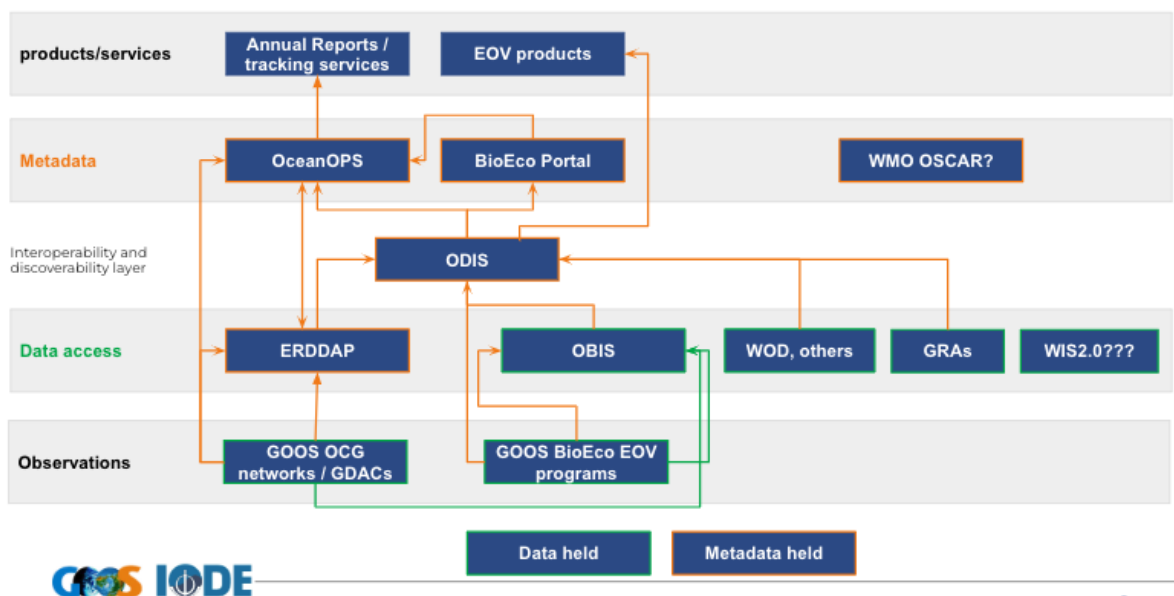 products/services
Annual Reports /
tracking services
EOV products
Metadata
OceanOPS
BioEco Portal
WMO OSCAR?
Interoperability and
discoverability layer
ODIS
Data access
ERDDAP
OBIS
WOD, others
GRAs
WIS2.0???
Observations
GOOS OCG
networks / GDACs
GOOS BioEco EOV
programs
Data held
Metadata held
GOOS IODE